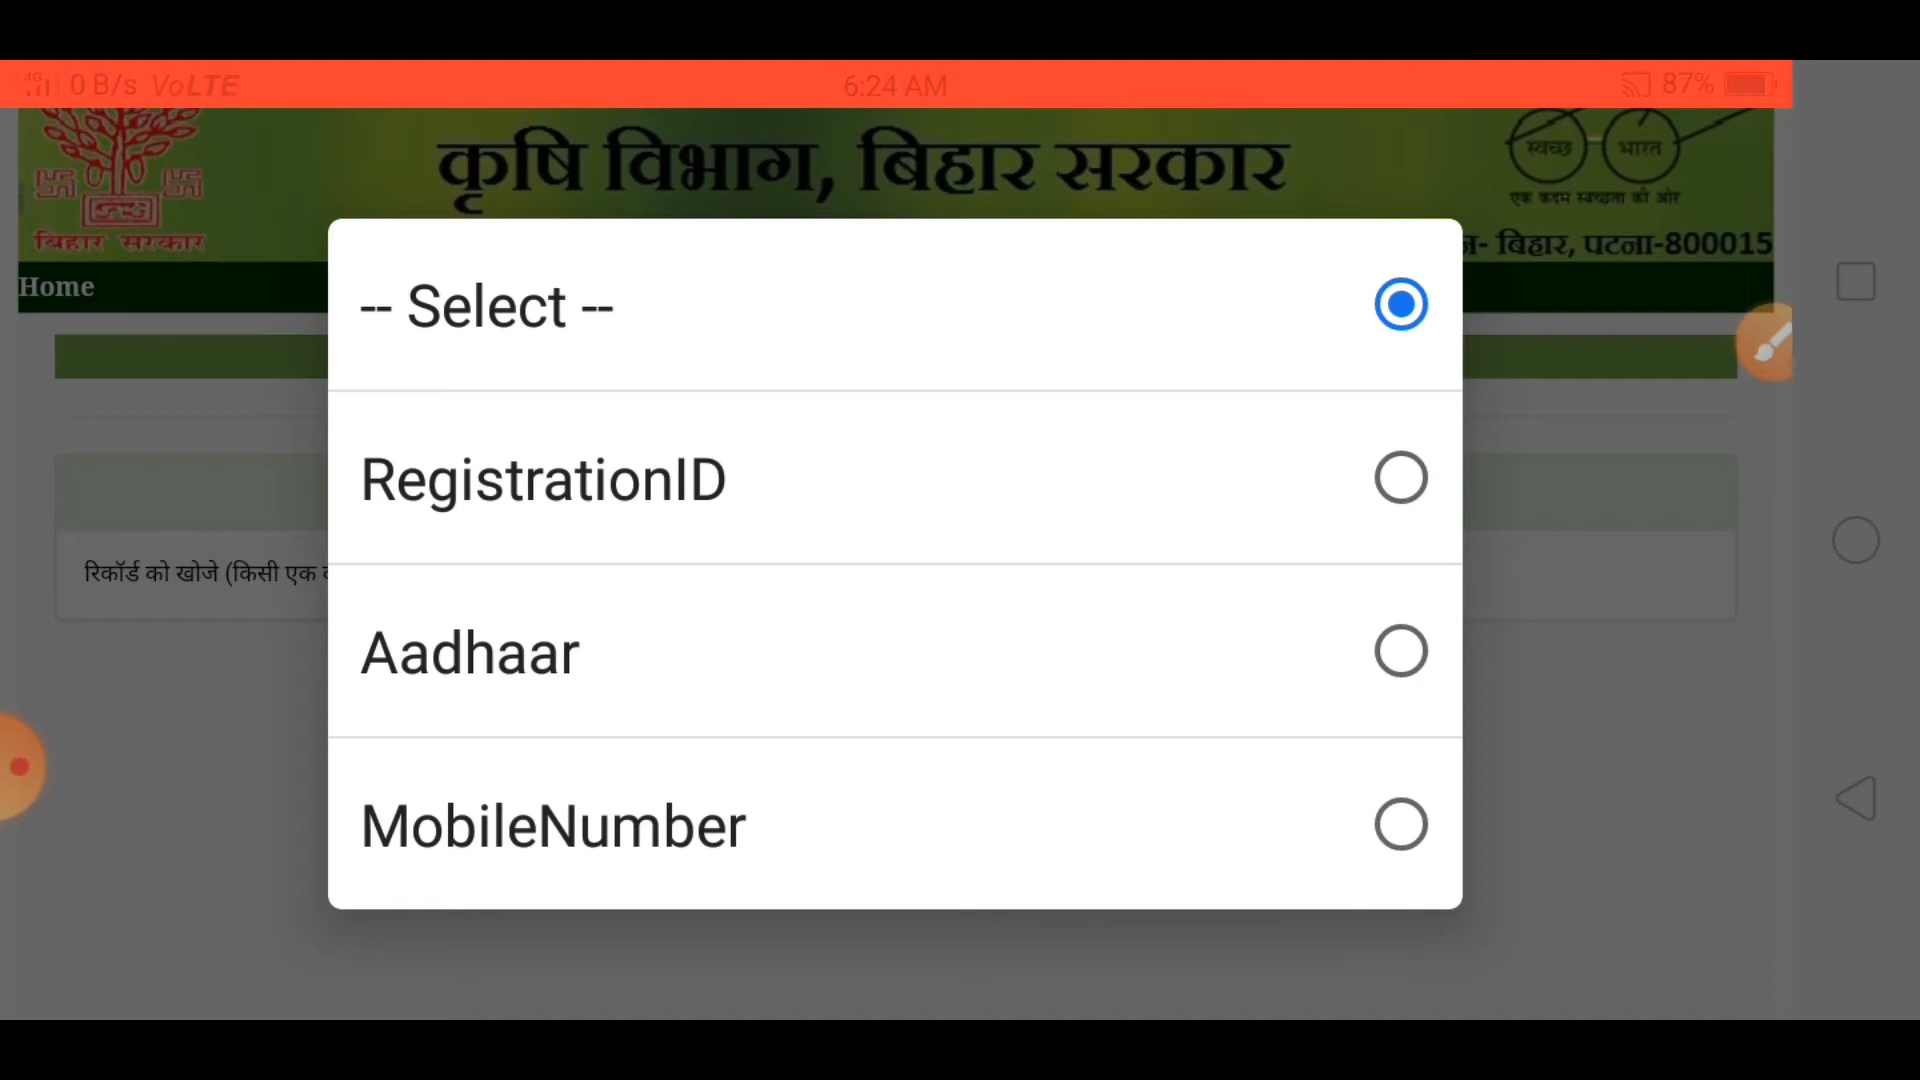 4G 0 B/s VoLTE 6:24 AM 87%
कृषि विभाग, बिहार सरकार
स्वच्छ भारत
एक कदम स्वच्छता की ओर
बिहार सरकार
बिहार, पटना-800015
Home
-- Select --
RegistrationID
रिकॉर्ड को खोजे (किसी एक
Aadhaar
MobileNumber